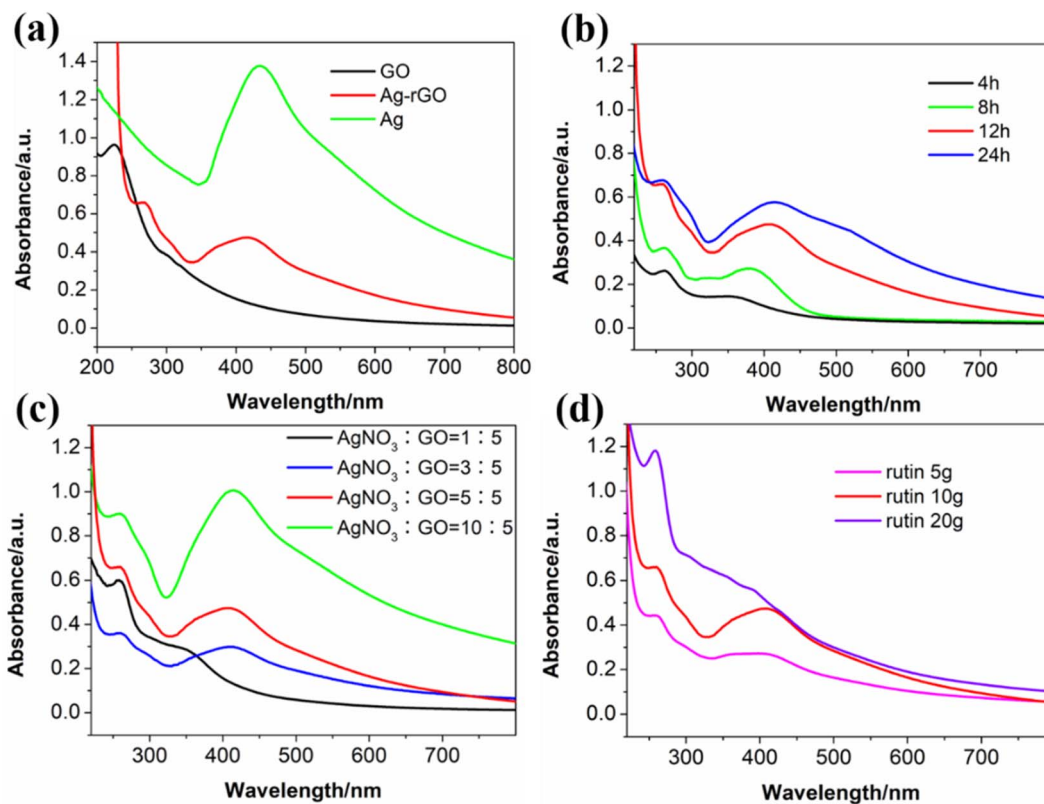 (a)
Absorbance/a.u.
1.4
1.2
1.0
0.8
0.6
0.4
0.2
0.0
GO
Ag-rGO
Ag
200 300 400 500 600 700 800
Wavelength/nm
(b)
Absorbance/a.u.
1.2
1.0
0.8
0.6
0.4
0.2
0.0
4h
8h
12h
24h
300 400 500 600 700
Wavelength/nm
(c)
Absorbance/a.u.
1.2
1.0
0.8
0.6
0.4
0.2
0.0
AgNO₃：GO=1：5
AgNO₃：GO=3：5
AgNO₃：GO=5：5
AgNO₃：GO=10：5
300 400 500 600 700
Wavelength/nm
(d)
Absorbance/a.u.
1.2
1.0
0.8
0.6
0.4
0.2
0.0
rutin 5g
rutin 10g
rutin 20g
300 400 500 600 700
Wavelength/nm